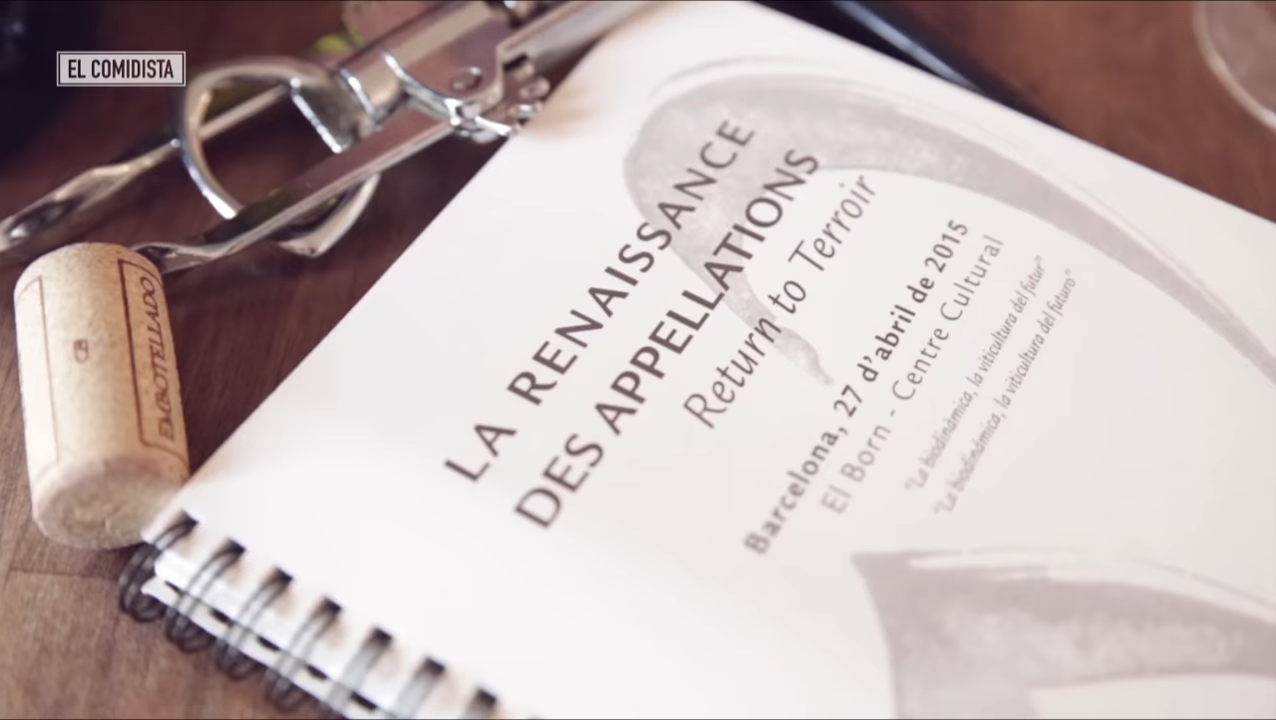 EL COMIDISTA
EMBOTELLADO
LA RENAISSANCE
DES APPELLATIONS
Return to Terroir
Barcelona, 27 d'abril de 2015
El Born - Centre Cultural
"La biodinàmica, la viticultura del futur"
"La biodinámica, la viticultura del futuro"